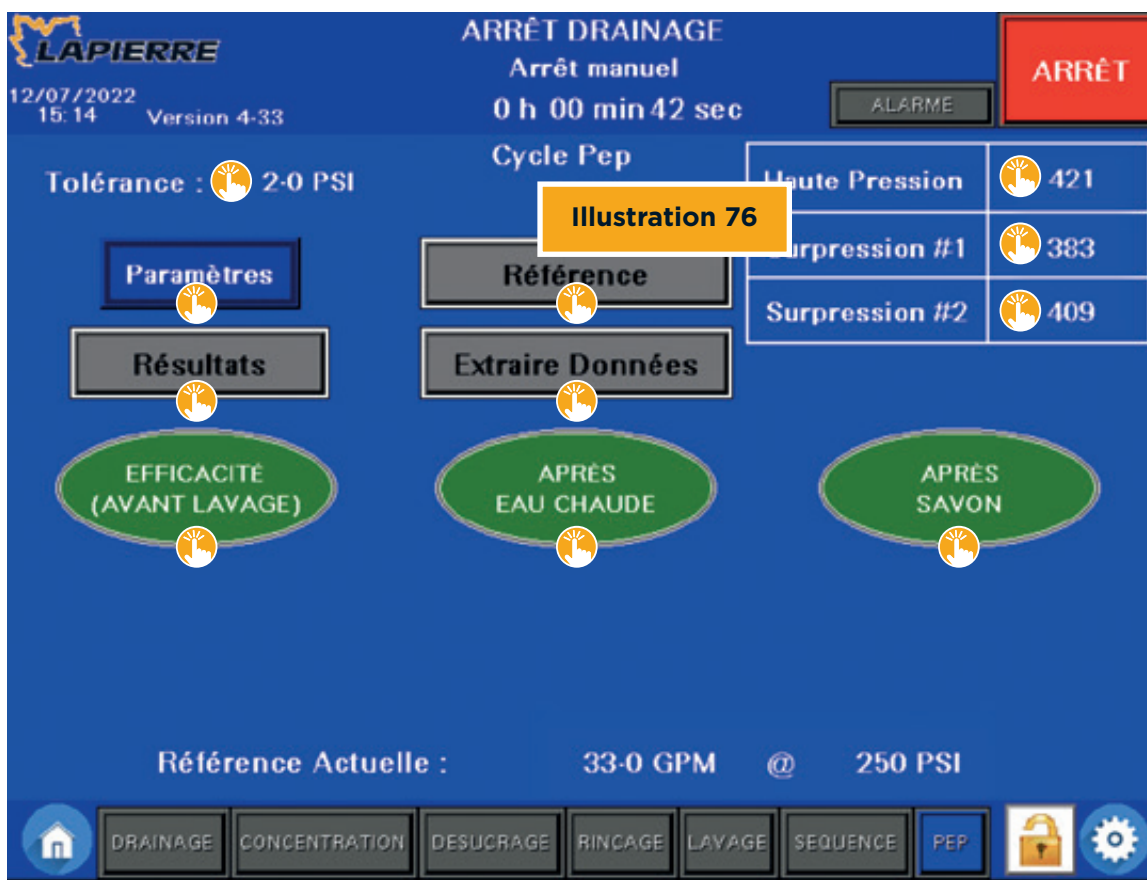 LAPIERRE
12/07/2022
15:14 Version 4-33
ARRÊT DRAINAGE
Arrêt manuel
0 h 00 min 42 sec
ALARME
ARRÊT
Cycle Pep
Tolérance : 2-0 PSI
Illustration 76
Haute Pression 421
Surpression #1 383
Surpression #2 409
Paramètres
Référence
Résultats
Extraire Données
EFFICACITÉ
(AVANT LAVAGE)
APRÈS
EAU CHAUDE
APRÈS
SAVON
Référence Actuelle : 33-0 GPM @ 250 PSI
DRAINAGE CONCENTRATION DESUCRAGE RINCAGE LAVAGE SEQUENCE PEP